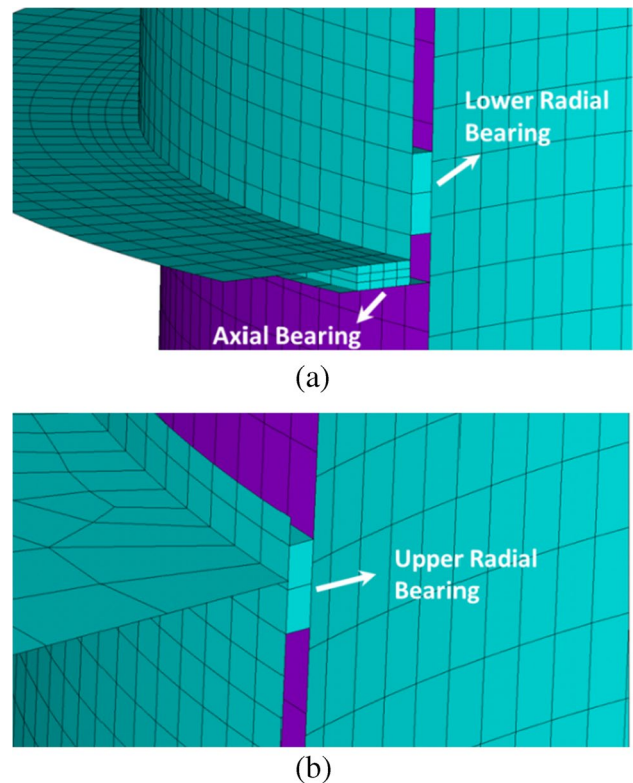 Lower Radial
Bearing
Axial Bearing
(a)
Upper Radial
Bearing
(b)